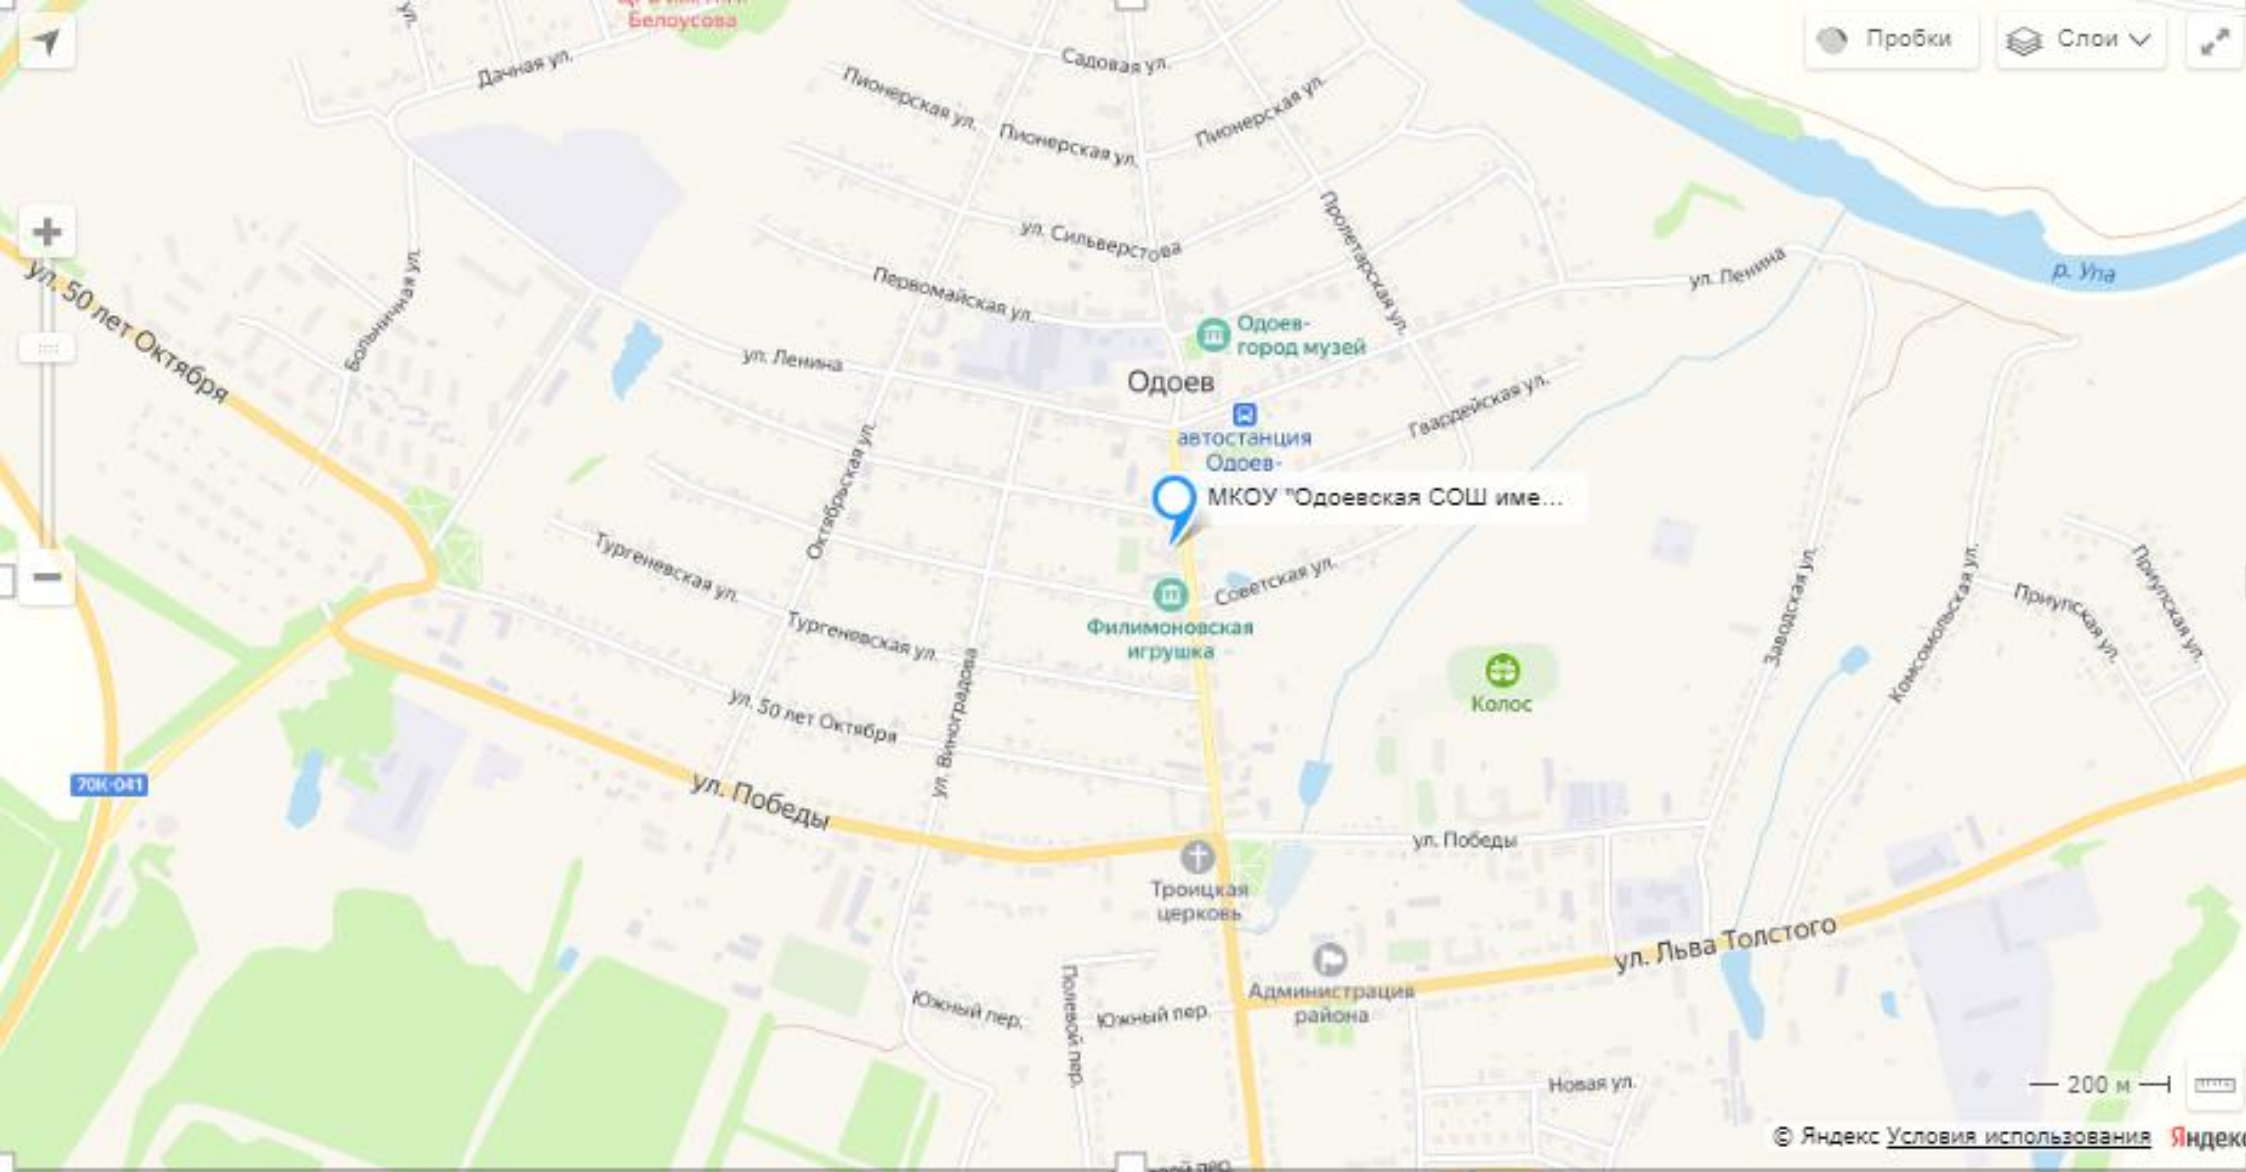 Белоусова
ул.
Пробки
Слои
Дачная ул.
Садовая ул.
Пионерская ул.
Пионерская ул.
Пионерская ул.
ул. Сильверстова
Пролетарская ул.
ул. Ленина
р. Упа
ул. 50 лет Октября
Больничная ул.
Первомайская ул.
Одоев-
город музей
ул. Ленина
Одоев
Гвардейская ул.
автостанция
Одоев-
Октябрьская ул.
МКОУ "Одоевская СОШ име...
Тургеневская ул.
Советская ул.
Заводская ул.
Комсомольская ул.
Приупская ул.
Приупская ул.
Филимоновская
игрушка
Тургеневская ул.
Колос
ул. 50 лет Октября
ул. Виноградова
70К-041
ул. Победы
ул. Победы
Троицкая
церковь
ул. Льва Толстого
Администрация
района
Южный пер.
Полевой пер.
Южный пер.
Новая ул.
200 м
© Яндекс Условия использования